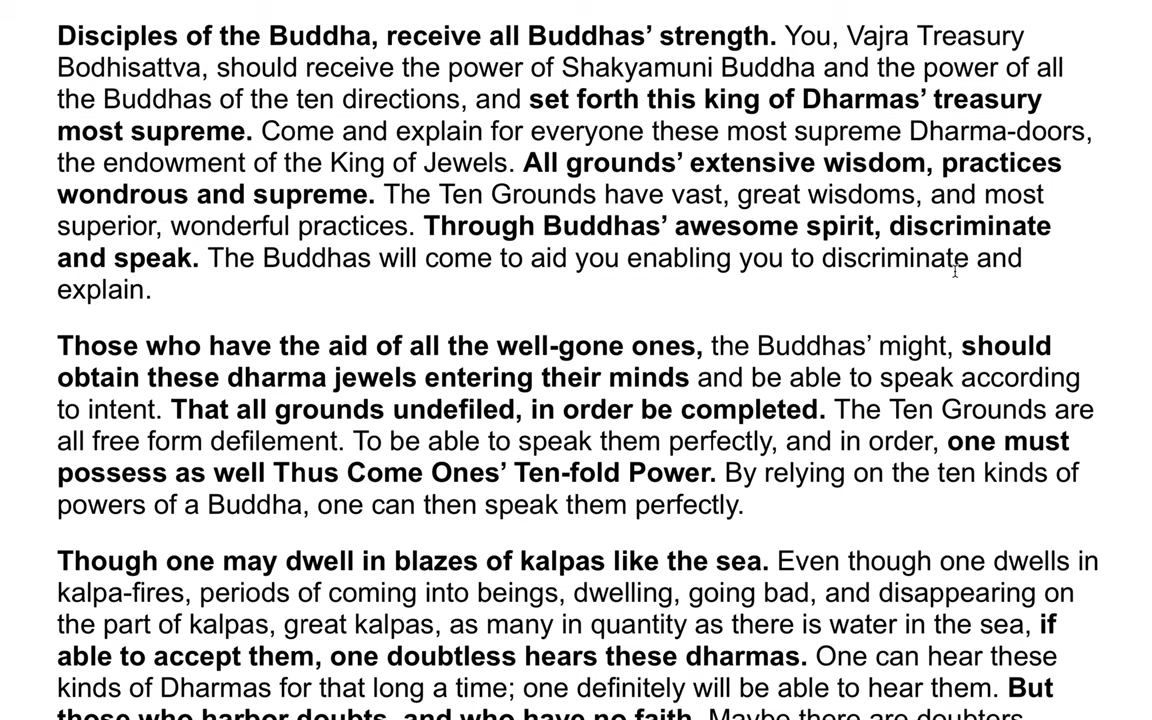 Disciples of the Buddha, receive all Buddhas’ strength. You, Vajra Treasury
Bodhisattva, should receive the power of Shakyamuni Buddha and the power of all
the Buddhas of the ten directions, and set forth this king of Dharmas’ treasury
most supreme. Come and explain for everyone these most supreme Dharma-doors,
the endowment of the King of Jewels. All grounds’ extensive wisdom, practices
wondrous and supreme. The Ten Grounds have vast, great wisdoms, and most
superior, wonderful practices. Through Buddhas’ awesome spirit, discriminate
and speak. The Buddhas will come to aid you enabling you to discriminate and
explain.
Those who have the aid of all the well-gone ones, the Buddhas’ might, should
obtain these dharma jewels entering their minds and be able to speak according
to intent. That all grounds undefiled, in order be completed. The Ten Grounds are
all free form defilement. To be able to speak them perfectly, and in order, one must
possess as well Thus Come Ones’ Ten-fold Power. By relying on the ten kinds of
powers of a Buddha, one can then speak them perfectly.
Though one may dwell in blazes of kalpas like the sea. Even though one dwells in
kalpa-fires, periods of coming into beings, dwelling, going bad, and disappearing on
the part of kalpas, great kalpas, as many in quantity as there is water in the sea, if
able to accept them, one doubtless hears these dharmas. One can hear these
kinds of Dharmas for that long a time; one definitely will be able to hear them. But
those who harbor doubts, and who have no faith. Maybe there are doubters